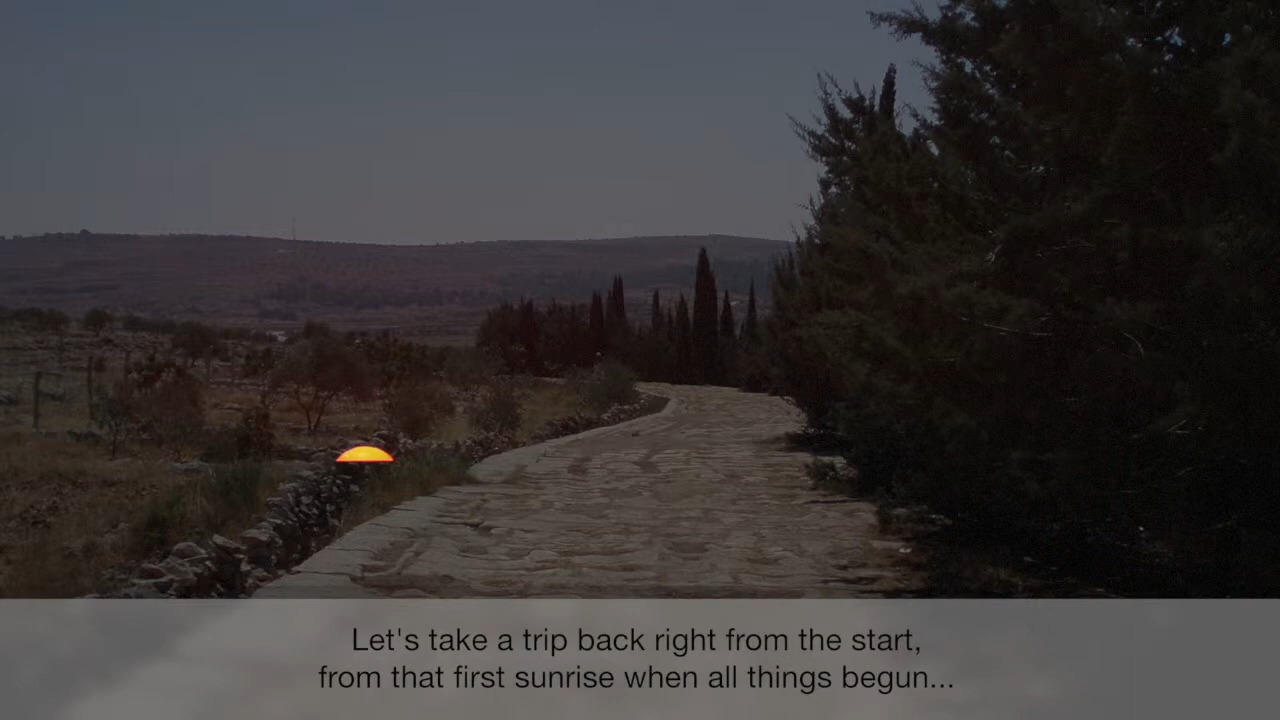 Let's take a trip back right from the start,
from that first sunrise when all things begun...